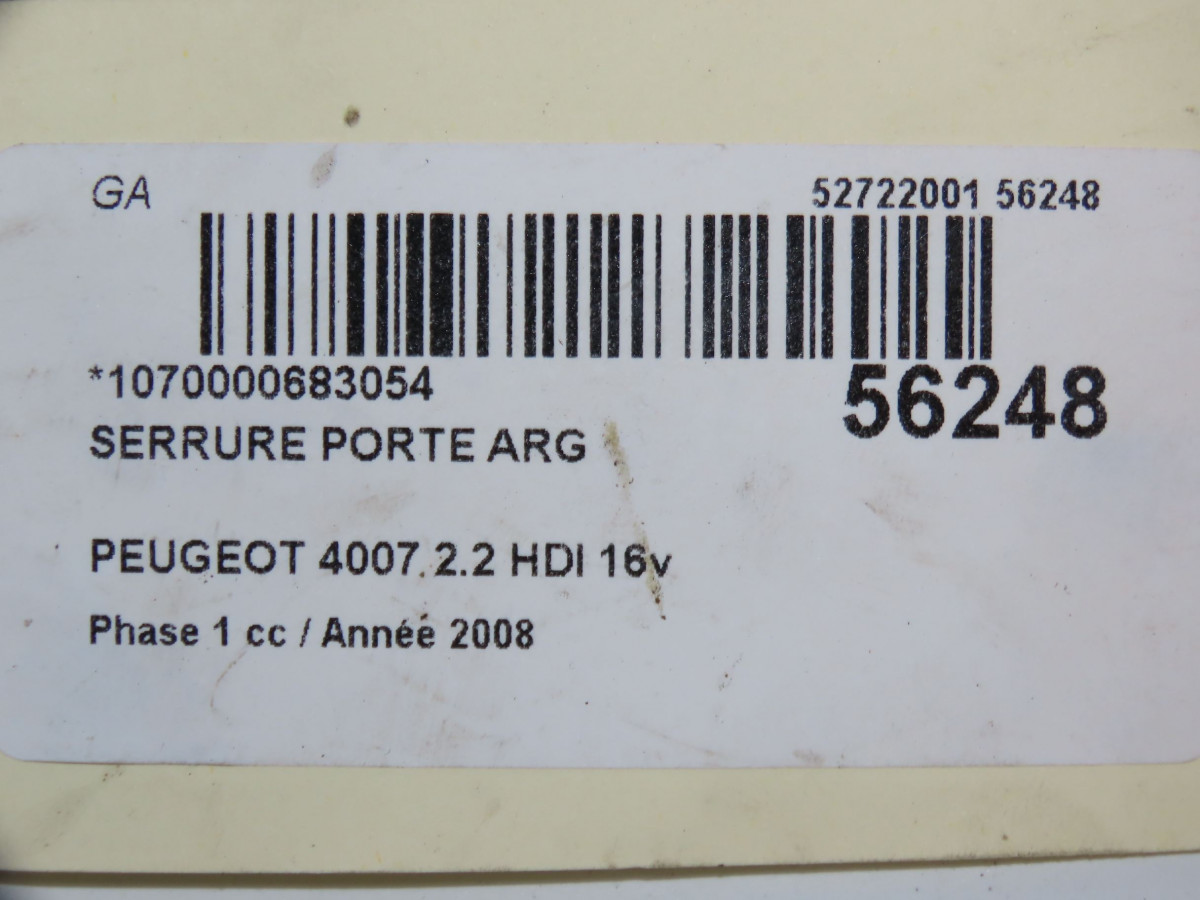 GA
52722001 56248
*1070000683054
56248
SERRURE PORTE ARG
PEUGEOT 4007 2.2 HDI 16v
Phase 1 cc / Année 2008